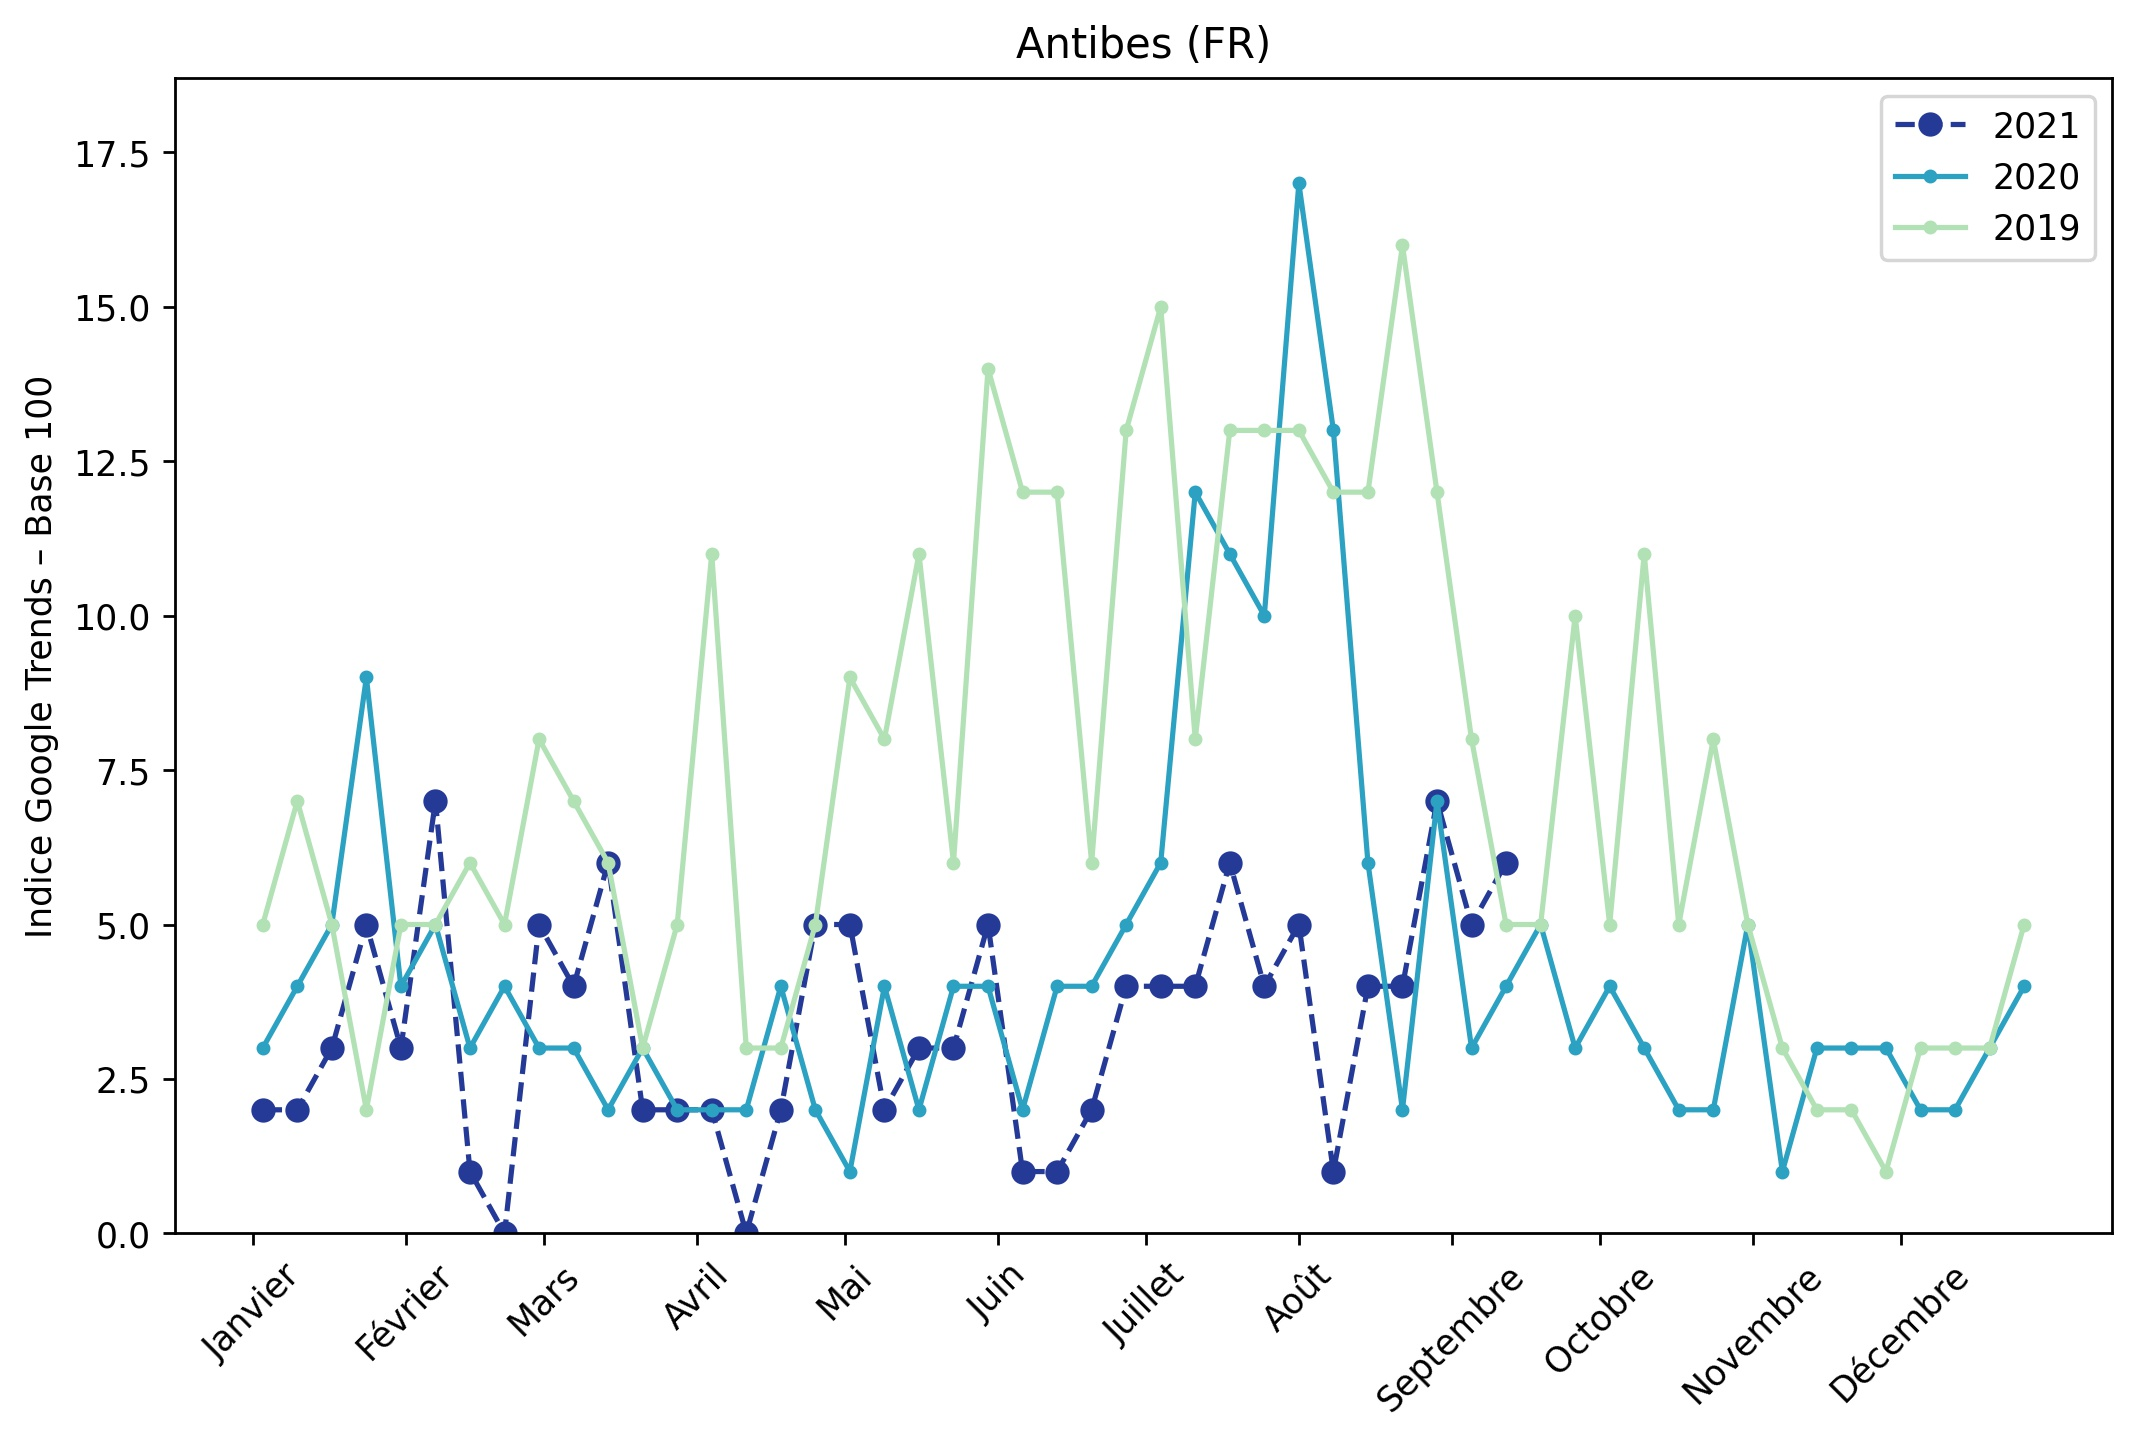 Antibes (FR)
2021
2020
2019
Indice Google Trends – Base 100
17.5
15.0
12.5
10.0
7.5
5.0
2.5
0.0
Janvier
Février
Mars
Avril
Mai
Juin
Juillet
Août
Septembre
Octobre
Novembre
Décembre